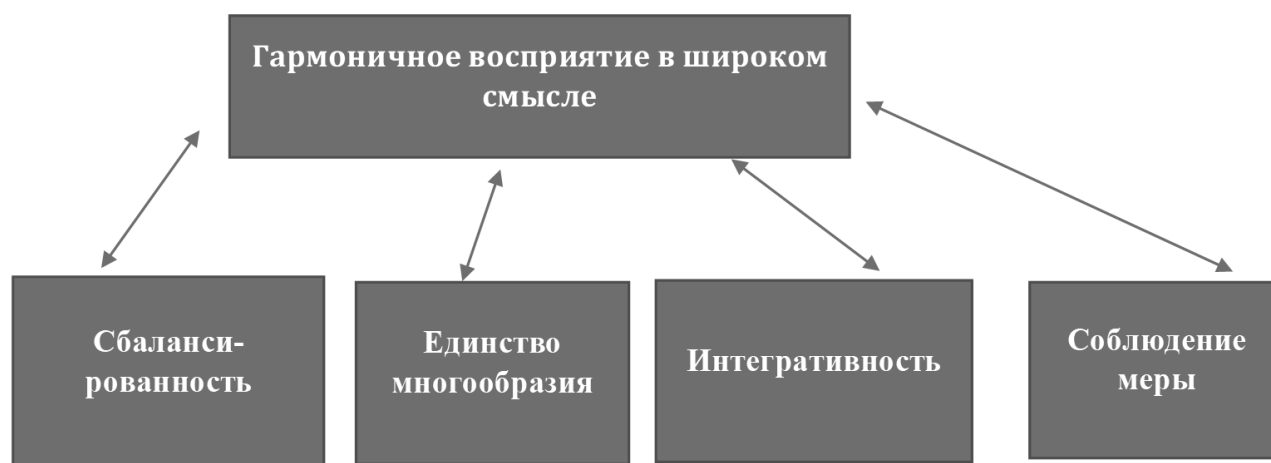 Гармоничное восприятие в широком
смысле
Сбаланси-
рованность
Единство
многообразия
Интегративность
Соблюдение
меры